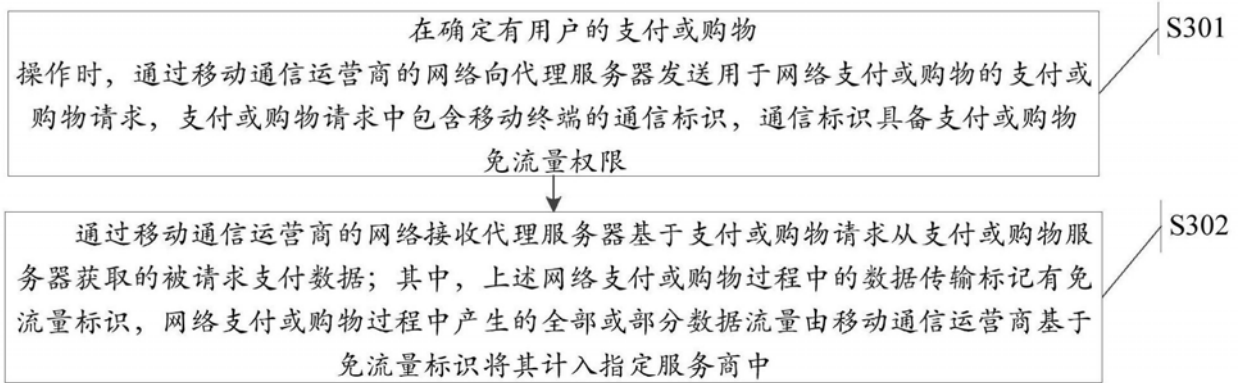 在确定有用户的支付或购物
操作时，通过移动通信运营商的网络向代理服务器发送用于网络支付或购物的支付或
购物请求，支付或购物请求中包含移动终端的通信标识，通信标识具备支付或购物
免流量权限
S301
通过移动通信运营商的网络接收代理服务器基于支付或购物请求从支付或购物服
务器获取的被请求支付数据；其中，上述网络支付或购物过程中的数据传输标记有免
流量标识，网络支付或购物过程中产生的全部或部分数据流量由移动通信运营商基于
免流量标识将其计入指定服务商中
S302